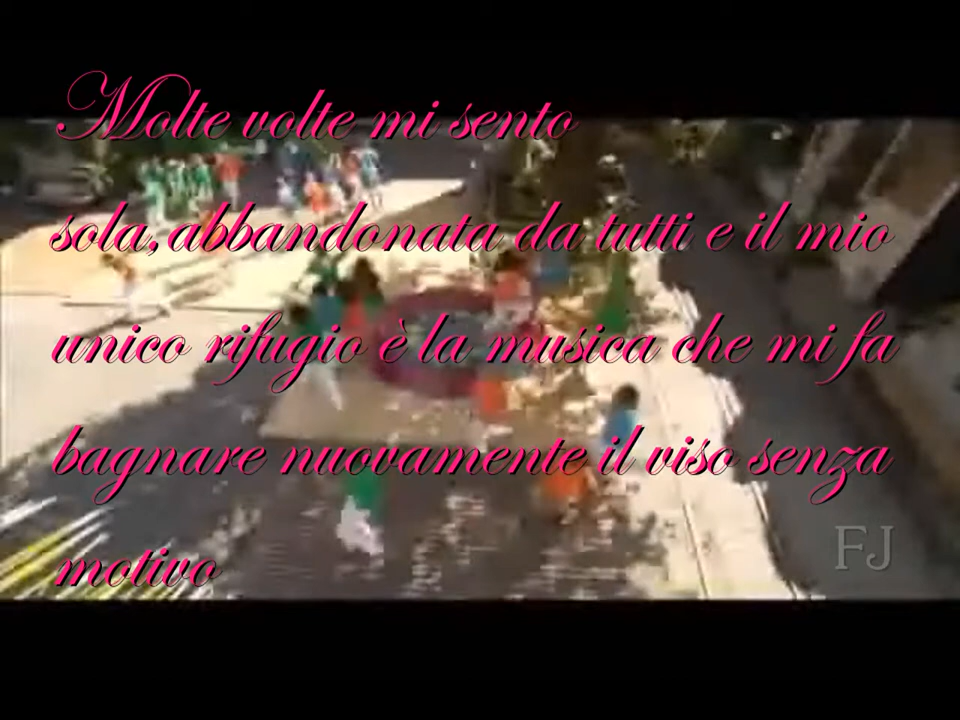 Molte volte mi sento
sola,abbandonata da tutti e il mio
unico rifugio è la musica che mi fa
bagnare nuovamente il viso senza
motivo
FJ